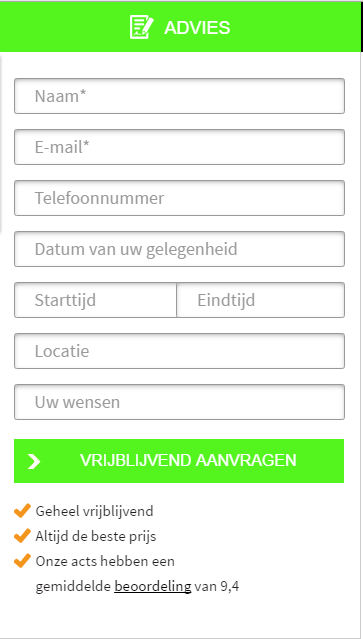 ADVIES
Naam*
E-mail*
Telefoonnummer
Datum van uw gelegenheid
Starttijd Eindtijd
Locatie
Uw wensen
VRIJBLIJVEND AANVRAGEN
Geheel vrijblijvend
Altijd de beste prijs
Onze acts hebben een
gemiddelde beoordeling van 9,4